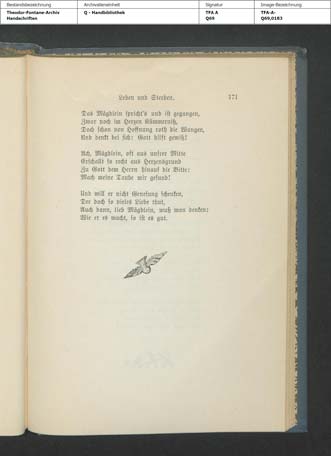 Bestandsbezeichnung
Theodor-Fontane-Archiv
Handschriften
Archivalieneinheit
Q - Handbibliothek
Signatur
TFA A
Q69
Image-Bezeichnung
TFA-A-
Q69,0183
Leben und Sterben. 171
Das Mägdlein spricht's und ist gegangen,
Zwar noch im Herzen Kümmerniß,
Doch schon von Hoffnung roth die Wangen,
Und denkt bei sich: Gott hilft gewiß!
Ach, Mägdlein, oft aus unsrer Mitte
Erschallt so recht aus Herzensgrund
Zu Gott dem Herrn hinaus die Bitte:
Mach meine Taube mir gesund!
Und will er nicht Genesung schenken,
Der doch so vieles Liebe thut,
Auch dann, lieb Mägdlein, muß man denken:
Wie er es macht, so ist es gut.